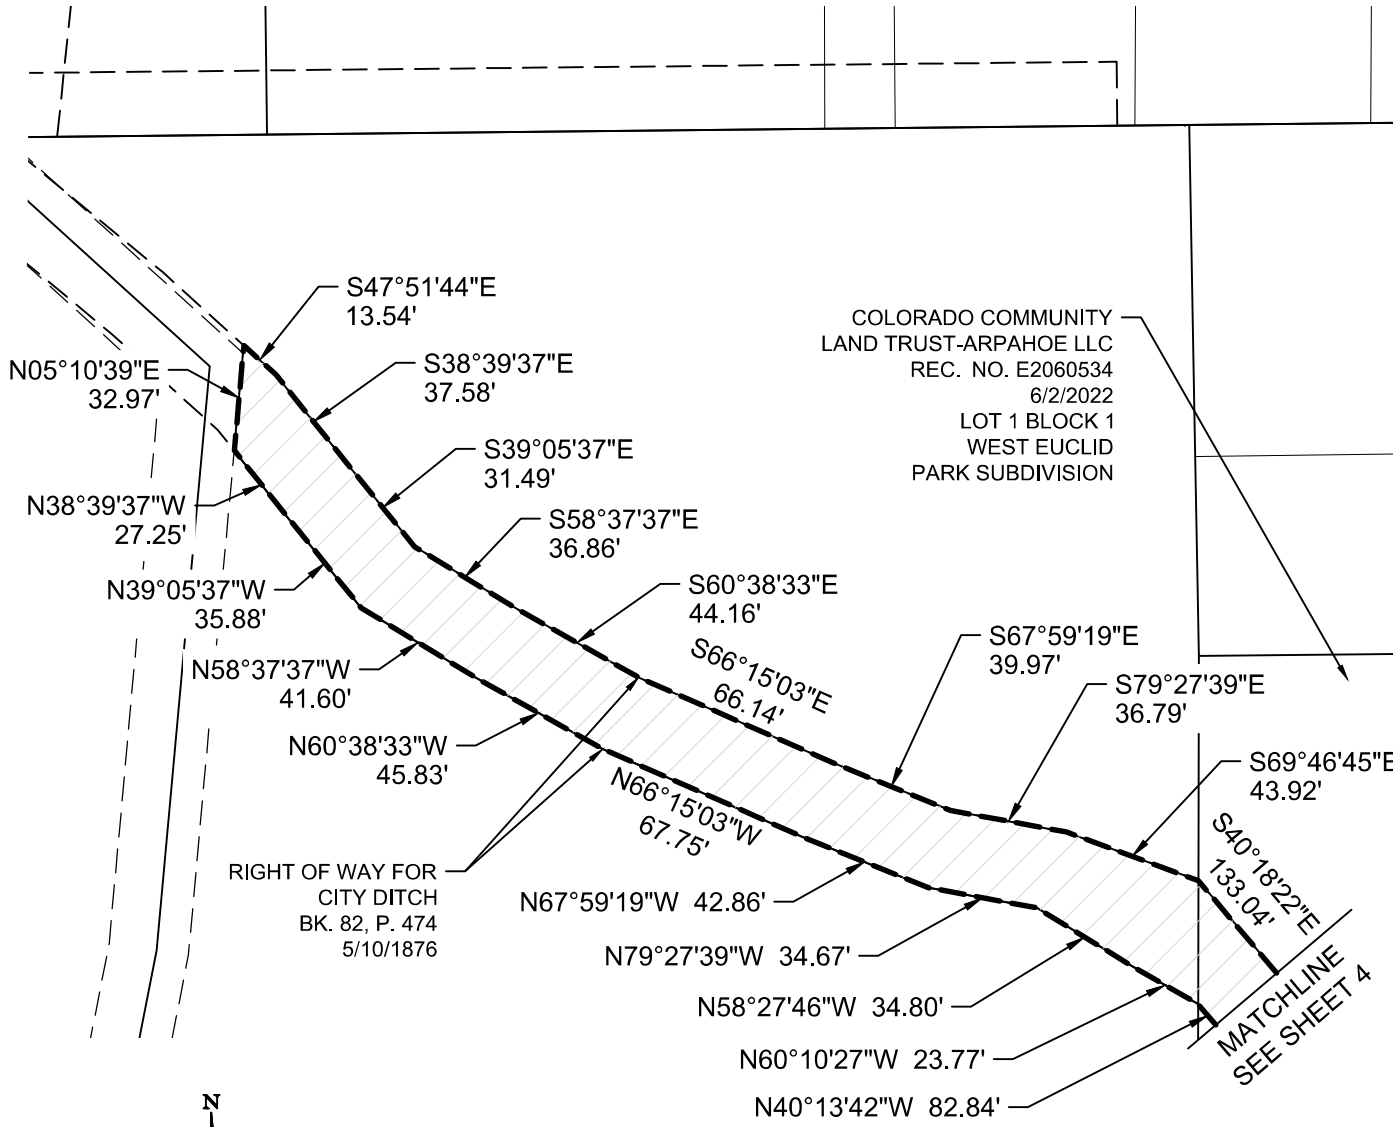 S47°51'44"E
13.54'
N05°10'39"E
32.97'
S38°39'37"E
37.58'
S39°05'37"E
31.49'
N38°39'37"W
27.25'
S58°37'37"E
36.86'
N39°05'37"W
35.88'
S60°38'33"E
44.16'
N58°37'37"W
41.60'
S66°15'03"E
66.14'
S67°59'19"E
39.97'
S79°27'39"E
36.79'
N60°38'33"W
45.83'
N66°15'03"W
67.75'
S69°46'45"E
43.92'
S40°18'22"E
133.04'
COLORADO COMMUNITY
LAND TRUST-ARPAHOE LLC
REC. NO. E2060534
6/2/2022
LOT 1 BLOCK 1
WEST EUCLID
PARK SUBDIVISION
RIGHT OF WAY FOR
CITY DITCH
BK. 82, P. 474
5/10/1876
N67°59'19"W 42.86'
N79°27'39"W 34.67'
N58°27'46"W 34.80'
N60°10'27"W 23.77'
N40°13'42"W 82.84'
MATCHLINE
SEE SHEET 4
N